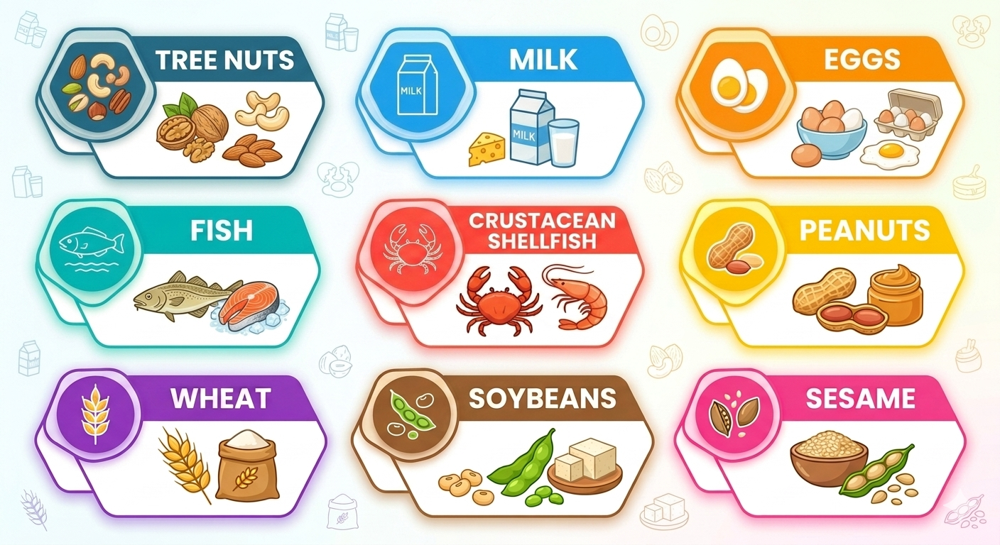 TREE NUTS
MILK
MILK
MILK
EGGS
FISH
CRUSTACEAN
SHELLFISH
PEANUTS
WHEAT
SOYBEANS
SESAME